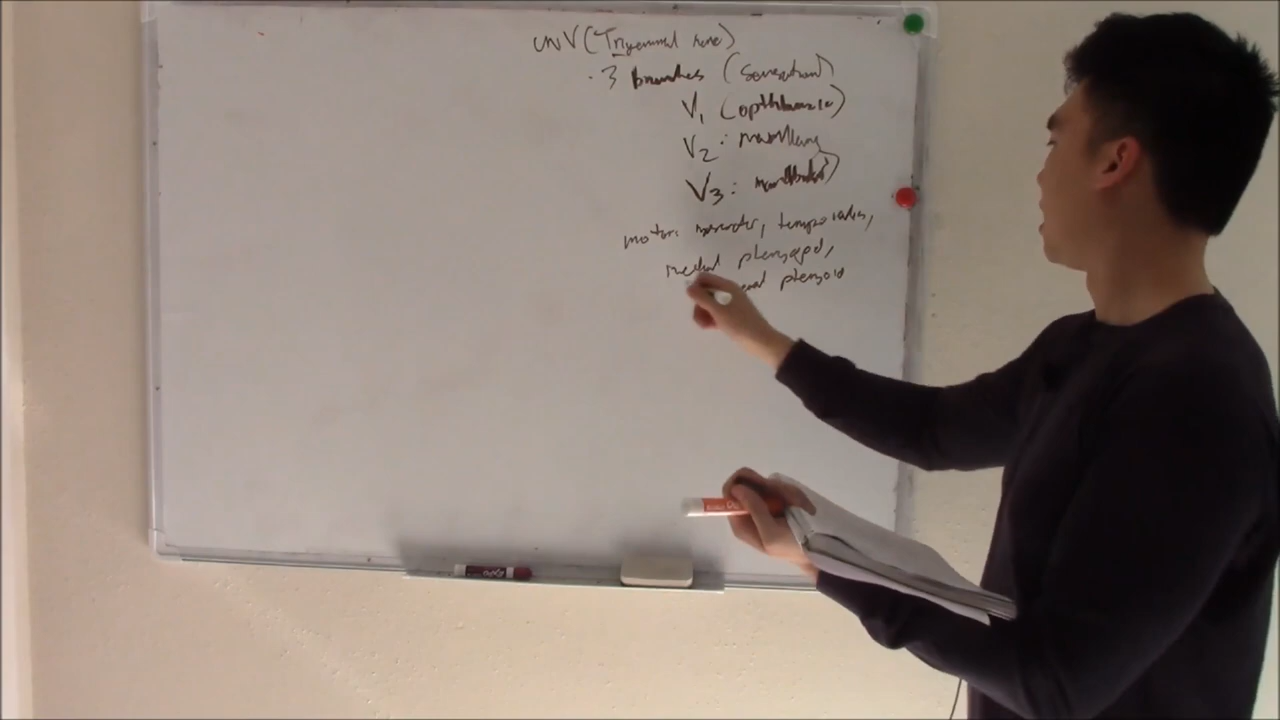 CN V (Trigeminal nerve)
· 3 branches (sensation)
V1 (opthalmic)
V2 : maxillary
V3 : mandibular)
motor: masseter, temporalis,
medial pterygoid,
pterygoid